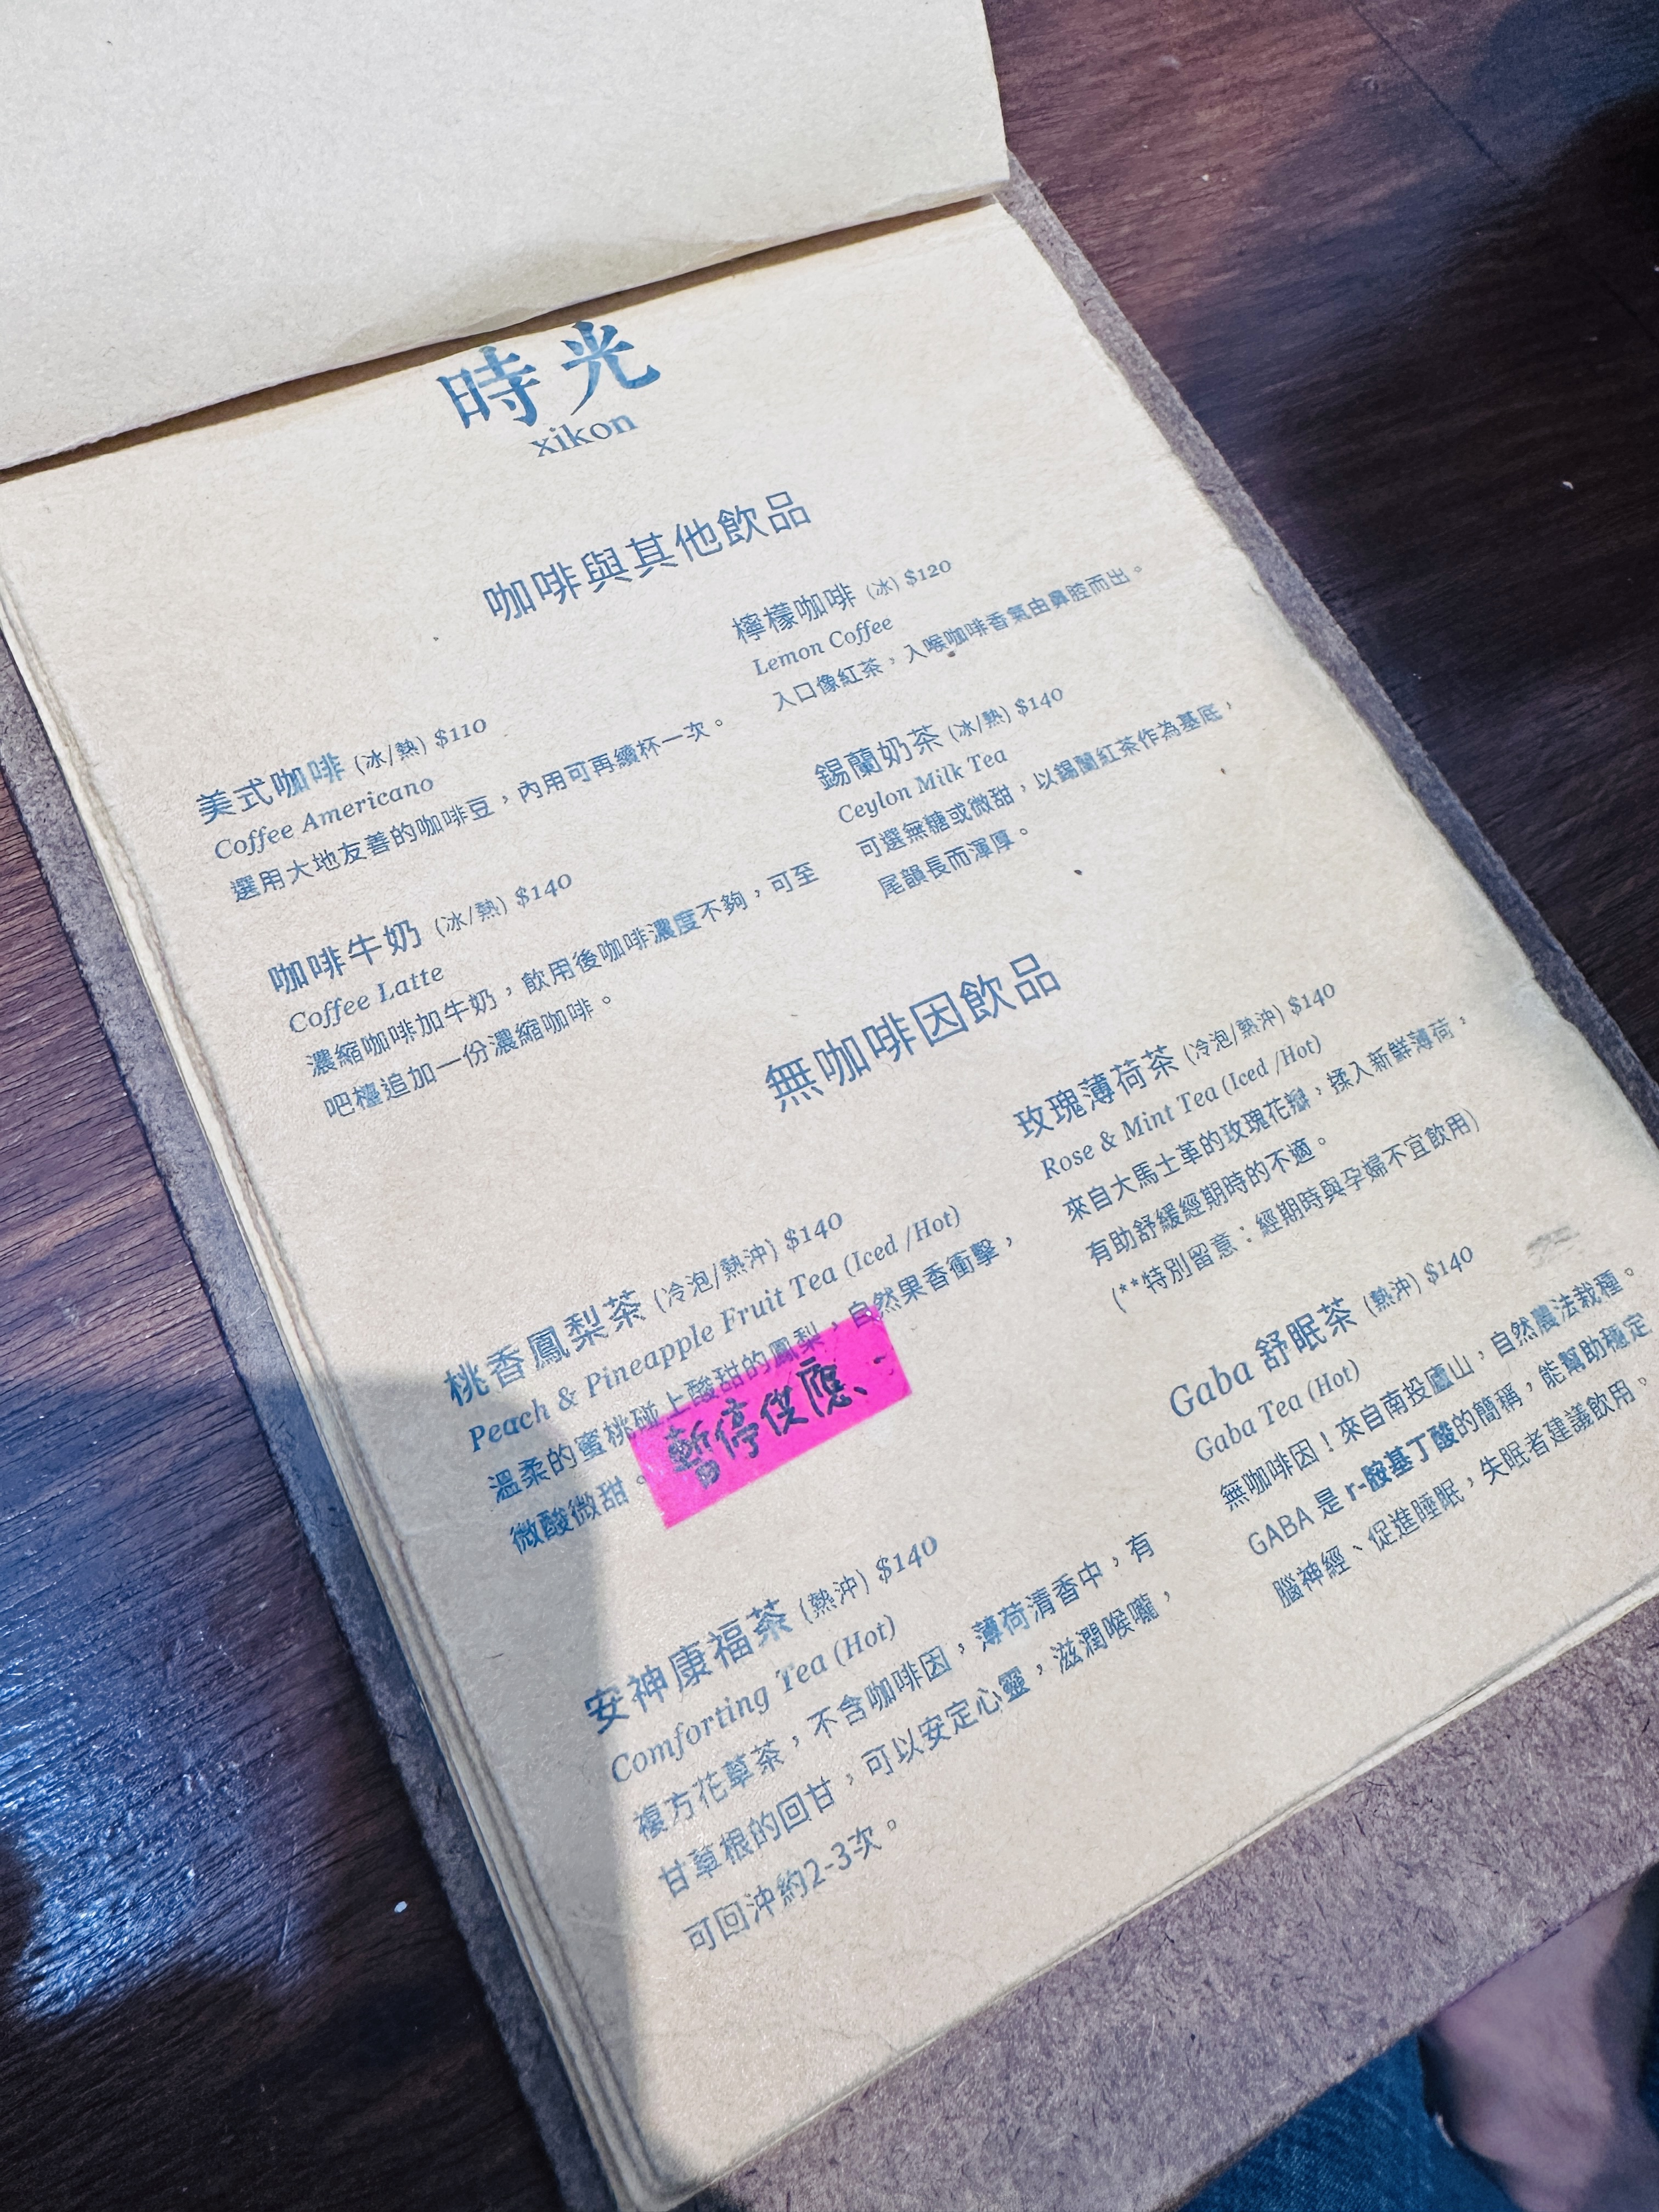 時光
xikon
咖啡與其他飲品
美式咖啡 (冰/熱) $110
Coffee Americano
選用大地友善的咖啡豆，內用可再續杯一次。
咖啡牛奶 (冰/熱) $140
Coffee Latte
濃縮咖啡加牛奶，飲用後咖啡濃度不夠，可至
吧檯追加一份濃縮咖啡。
檸檬咖啡 (冰) $120
Lemon Coffee
入口像紅茶，入喉咖啡香氣由鼻腔而出。
錫蘭奶茶 (冰/熱) $140
Ceylon Milk Tea
可選無糖或微甜，以錫蘭紅茶作為基底，
尾韻長而渾厚。
無咖啡因飲品
桃香鳳梨茶 (冷泡/熱沖) $140
Peach & Pineapple Fruit Tea (Iced /Hot)
溫柔的蜜桃碰上酸甜的鳳梨，自然果香衝擊，
微酸微甜。
暫停供應
安神康福茶 (熱沖) $140
Comforting Tea (Hot)
複方花草茶，不含咖啡因，薄荷清香中，有
甘草根的回甘，可以安定心靈，滋潤喉嚨，
可回沖約2-3次。
玫瑰薄荷茶 (冷泡/熱沖) $140
Rose & Mint Tea (Iced /Hot)
來自大馬士革的玫瑰花瓣，揉入新鮮薄荷，
有助舒緩經期時的不適。
(**特別留意：經期時與孕婦不宜飲用)
Gaba 舒眠茶 (熱沖) $140
Gaba Tea (Hot)
無咖啡因！來自南投廬山，自然農法栽種。
GABA 是 r-胺基丁酸的簡稱，能幫助穩定
腦神經、促進睡眠，失眠者建議飲用。